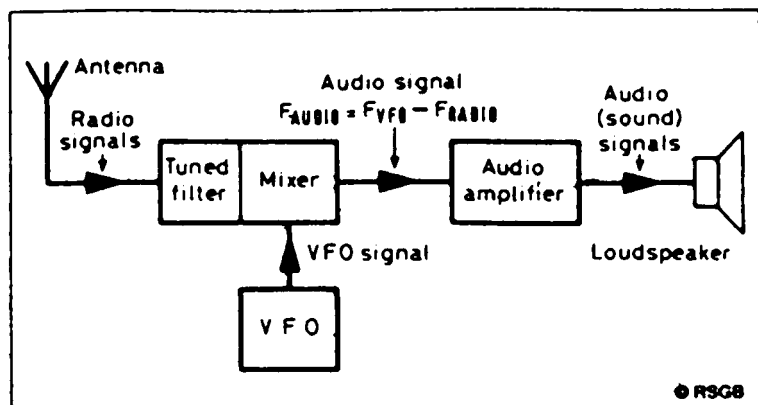 Antenna
Radio
signals
Tuned
filter
Mixer
Audio signal
FAUDIO = FVFO - FRADIO
Audio
amplifier
Audio
(sound)
signals
Loudspeaker
VFO signal
VFO
© RSGB